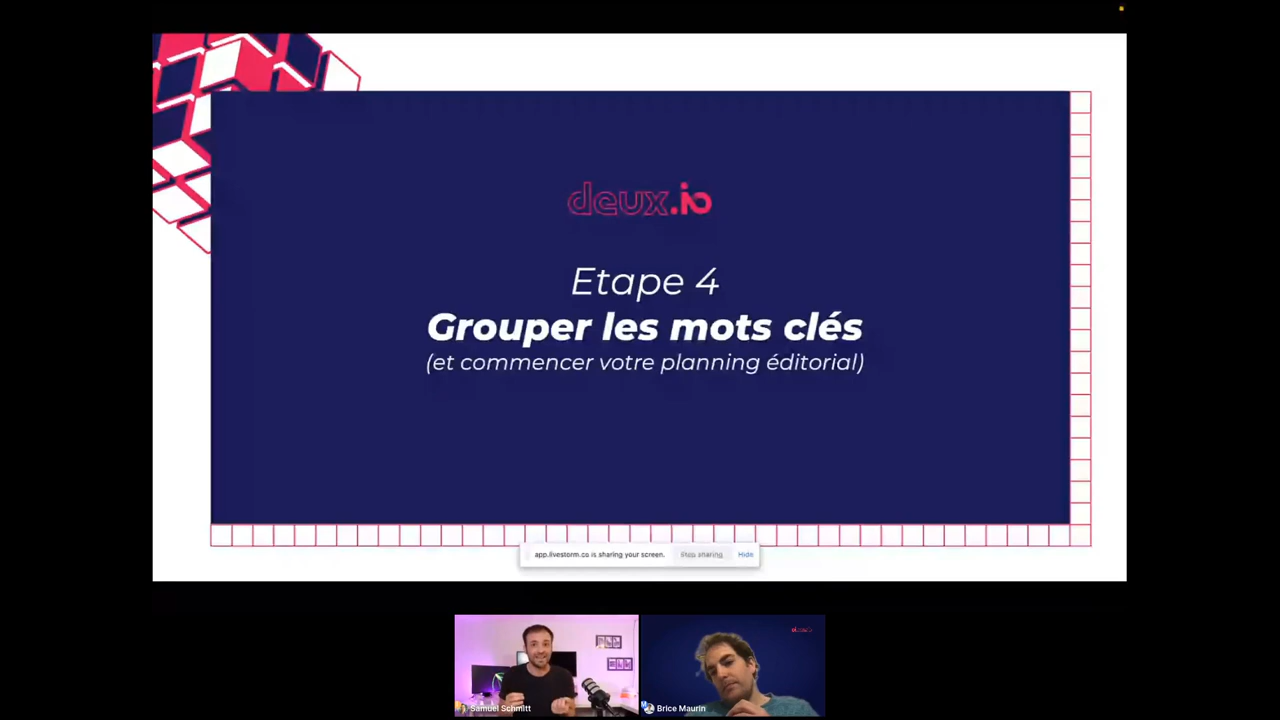 deux.io
Etape 4
Grouper les mots clés
(et commencer votre planning éditorial)
app.livestorm.co is sharing your screen. Stop sharing Hide
Samuel Schmitt
Brice Maurin